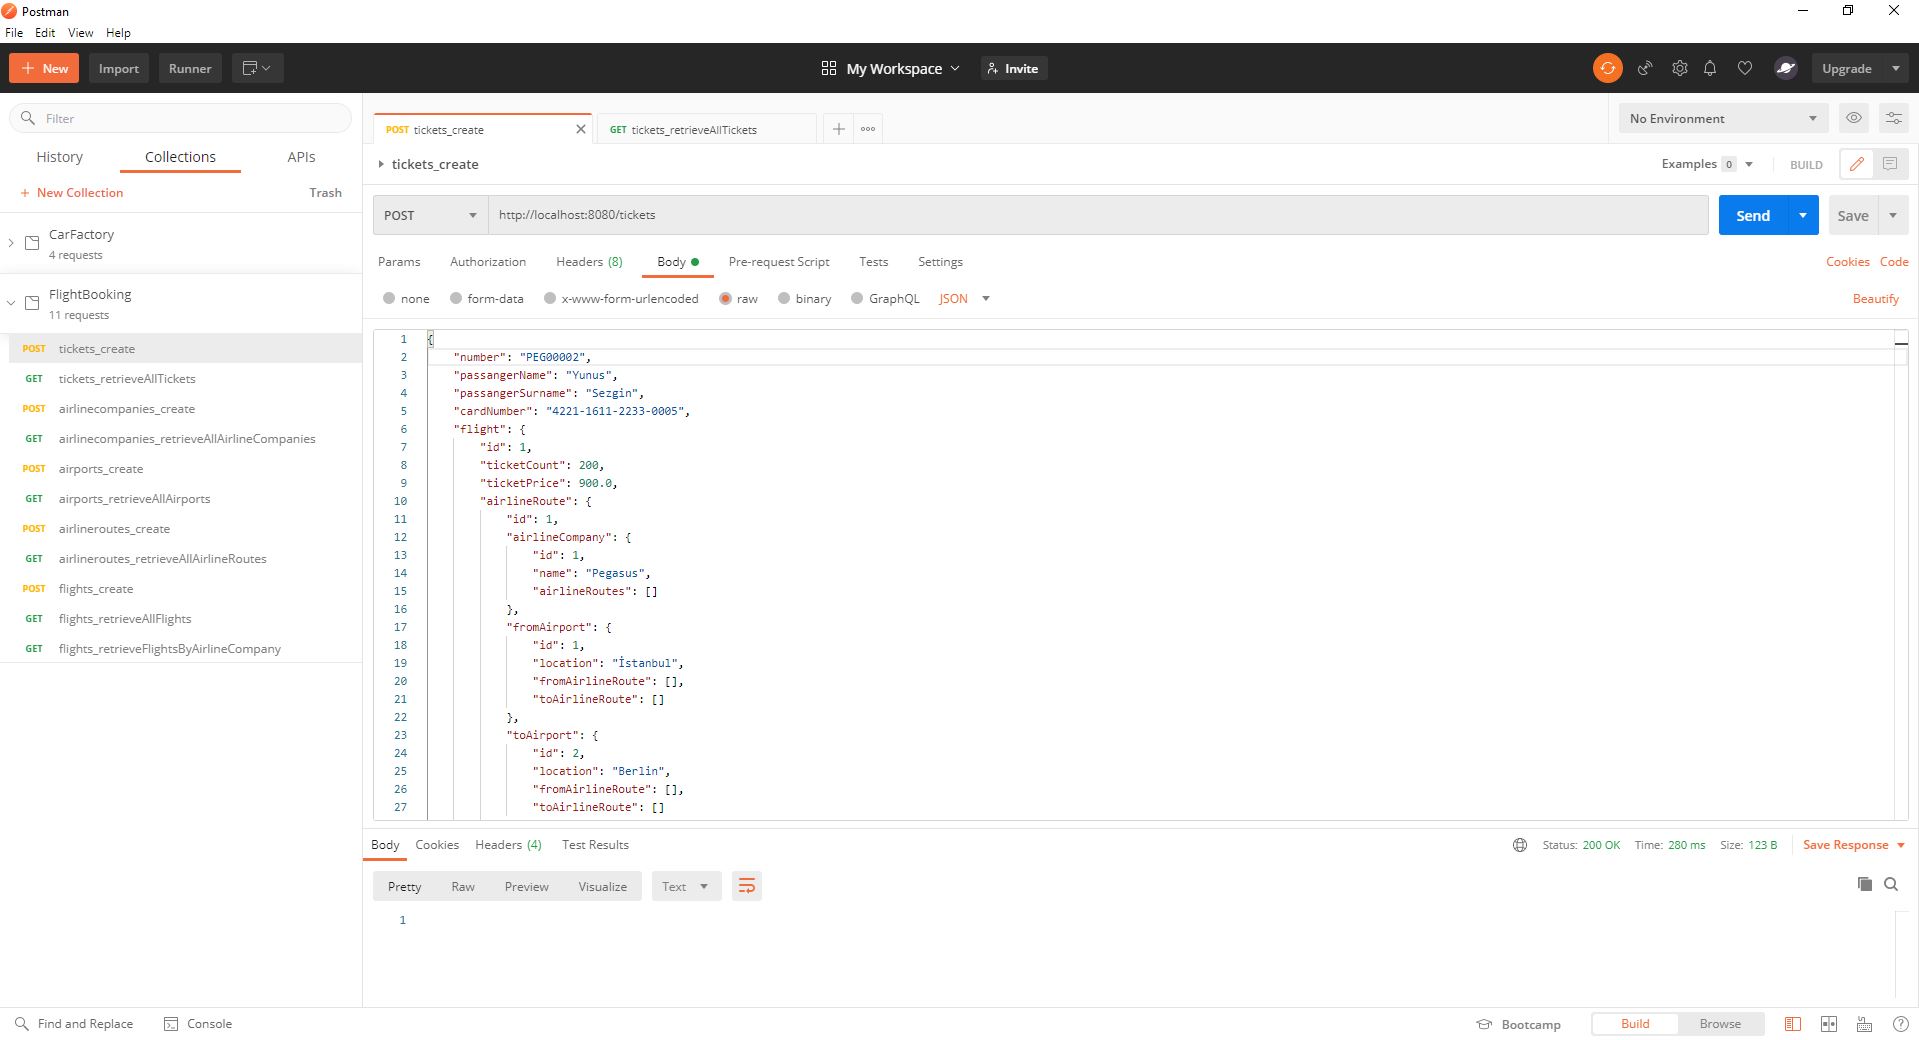 Postman
File Edit View Help
New Import Runner My Workspace Invite Upgrade
Filter
History Collections APIs
+ New Collection Trash
CarFactory
4 requests
FlightBooking
11 requests
POST tickets_create
GET tickets_retrieveAllTickets
POST airlinecompanies_create
GET airlinecompanies_retrieveAllAirlineCompanies
POST airports_create
GET airports_retrieveAllAirports
POST airlineroutes_create
GET airlineroutes_retrieveAllAirlineRoutes
POST flights_create
GET flights_retrieveAllFlights
GET flights_retrieveFlightsByAirlineCompany
POST tickets_create GET tickets_retrieveAllTickets No Environment
tickets_create Examples 0 BUILD
POST http://localhost:8080/tickets Send Save
Params Authorization Headers (8) Body Pre-request Script Tests Settings Cookies Code
none form-data x-www-form-urlencoded raw binary GraphQL JSON Beautify
1 {
2 "number": "PEG00002",
3 "passangerName": "Yunus",
4 "passangerSurname": "Sezgin",
5 "cardNumber": "4221-1611-2233-0005",
6 "flight": {
7 "id": 1,
8 "ticketCount": 200,
9 "ticketPrice": 900.0,
10 "airlineRoute": {
11 "id": 1,
12 "airlineCompany": {
13 "id": 1,
14 "name": "Pegasus",
15 "airlineRoutes": []
16 },
17 "fromAirport": {
18 "id": 1,
19 "location": "İstanbul",
20 "fromAirlineRoute": [],
21 "toAirlineRoute": []
22 },
23 "toAirport": {
24 "id": 2,
25 "location": "Berlin",
26 "fromAirlineRoute": [],
27 "toAirlineRoute": []
Body Cookies Headers (4) Test Results Status: 200 OK Time: 280 ms Size: 123 B Save Response
Pretty Raw Preview Visualize Text
1
Find and Replace Console Bootcamp Build Browse